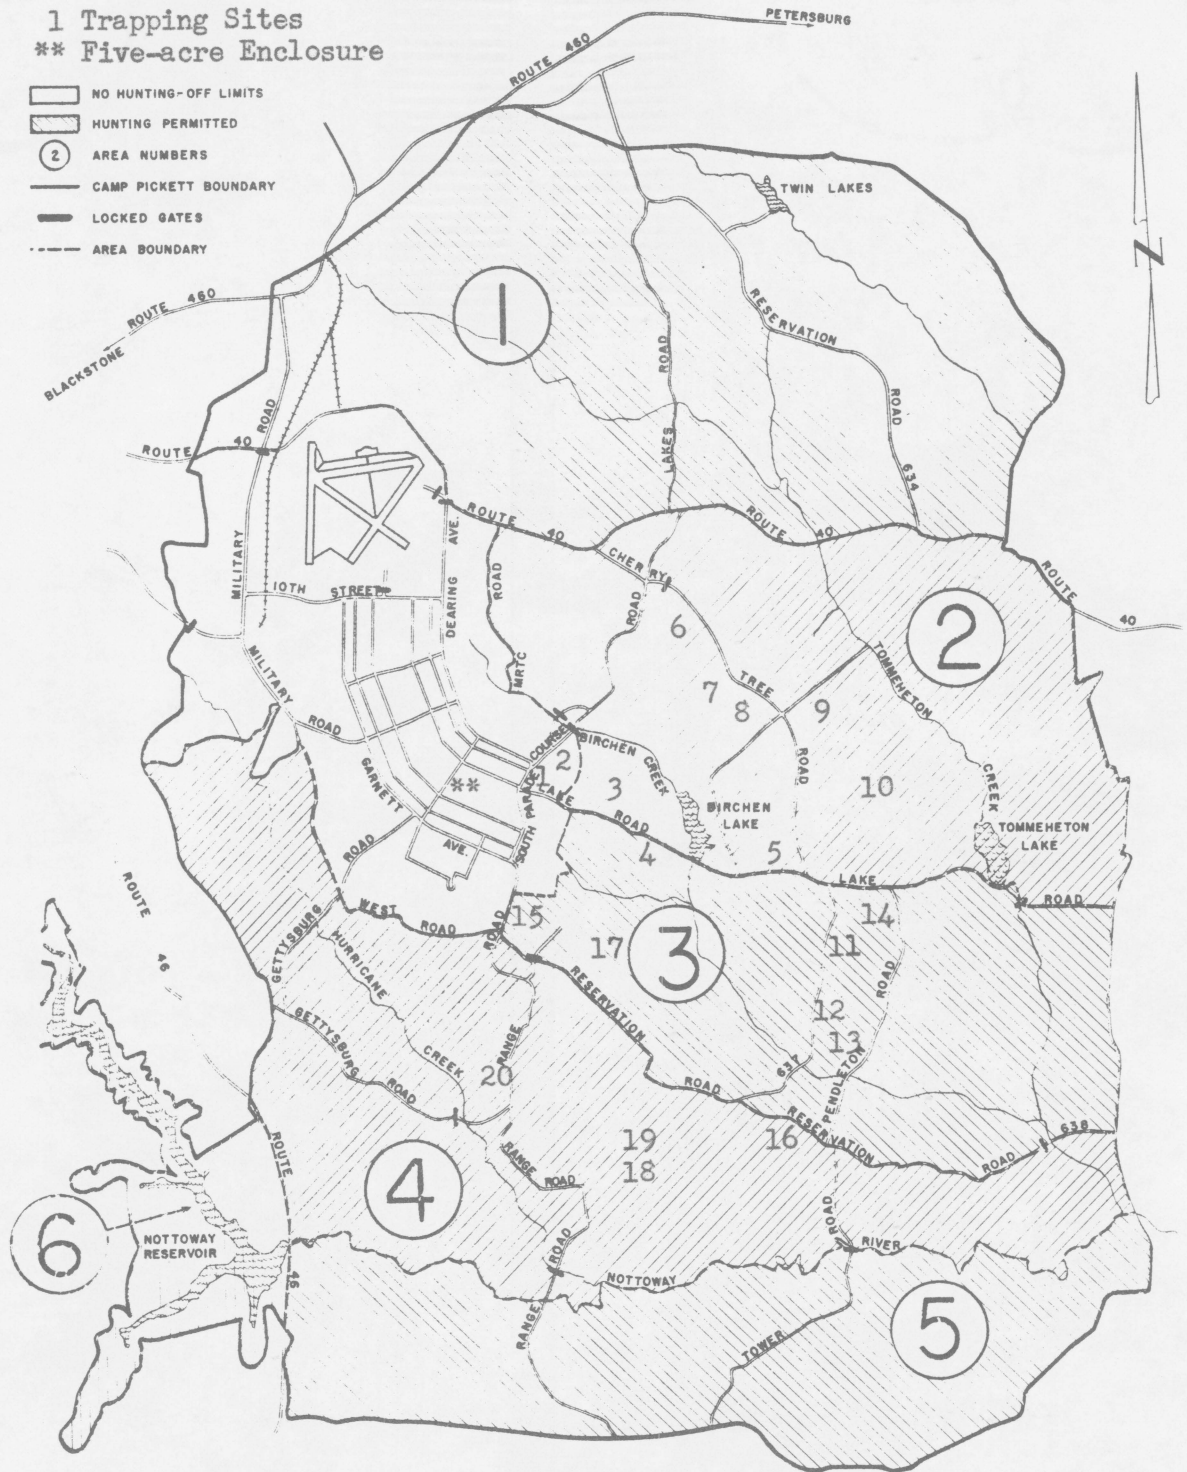 1 Trapping Sites
** Five-acre Enclosure
NO HUNTING-OFF LIMITS
HUNTING PERMITTED
2 AREA NUMBERS
CAMP PICKETT BOUNDARY
LOCKED GATES
AREA BOUNDARY
PETERSBURG
ROUTE 460
N
TWIN LAKES
1
ROUTE 460
BLACKSTONE
RESERVATION
ROAD
634
ROAD
LAKES
ROAD
ROUTE 40
MILITARY
ROUTE 40
ROUTE 40
CHERRY
ROUTE
40
DEARING AVE.
ROAD
MRTC
10TH STREET
ROAD
6
2
TOMMEHETON
CREEK
TREE
7
8
9
ROAD
MILITARY
ROAD
GARNETT
AVE.
**
1
2
COURSE
SOUTH PARADE
BIRCHEN
CREEK
3
10
BIRCHEN
LAKE
TOMMEHETON
LAKE
LAKE
ROAD
4
5
LAKE
ROAD
ROAD
ROUTE
46
GETTYSBURG
WEST
ROAD
ROAD
15
17
3
14
11
ROAD
HURRICANE
CREEK
RESERVATION
12
13
GETTYSBURG
ROAD
RANGE
20
637
PENDLETON
ROAD
RESERVATION
16
ROAD
638
19
18
ROUTE
46
RANGE
ROAD
4
6
NOTTOWAY
RESERVOIR
ROAD
ROAD
RIVER
NOTTOWAY
RANGE
TOWER
5